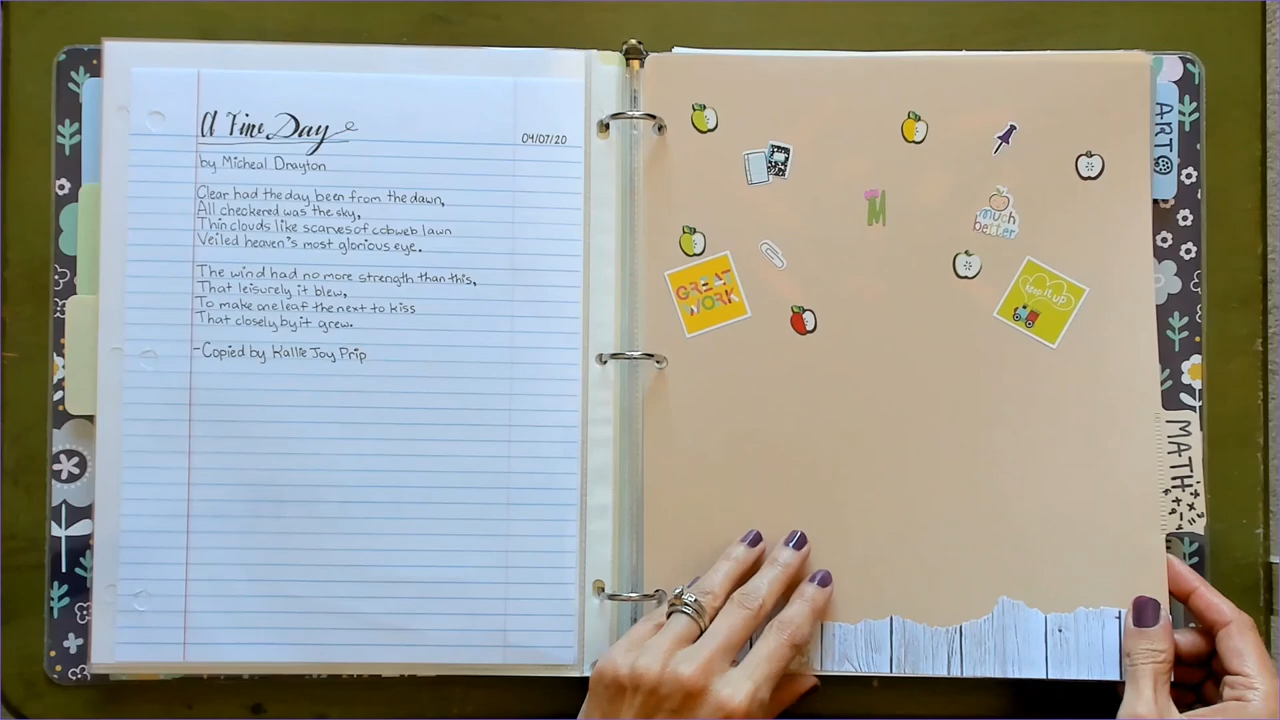 A Fine Day
04/07/20
by Micheal Drayton
Clear had the day been from the dawn,
All checkered was the sky,
Thin clouds like scarves of cobweb lawn
Veiled heaven's most glorious eye.
The wind had no more strength than this,
That leisurely it blew,
To make one leaf the next to kiss
That closely by it grew.
-Copied by Kallie Joy Prip
M
much
better
GREAT
WORK
keep it up
ART
MATH